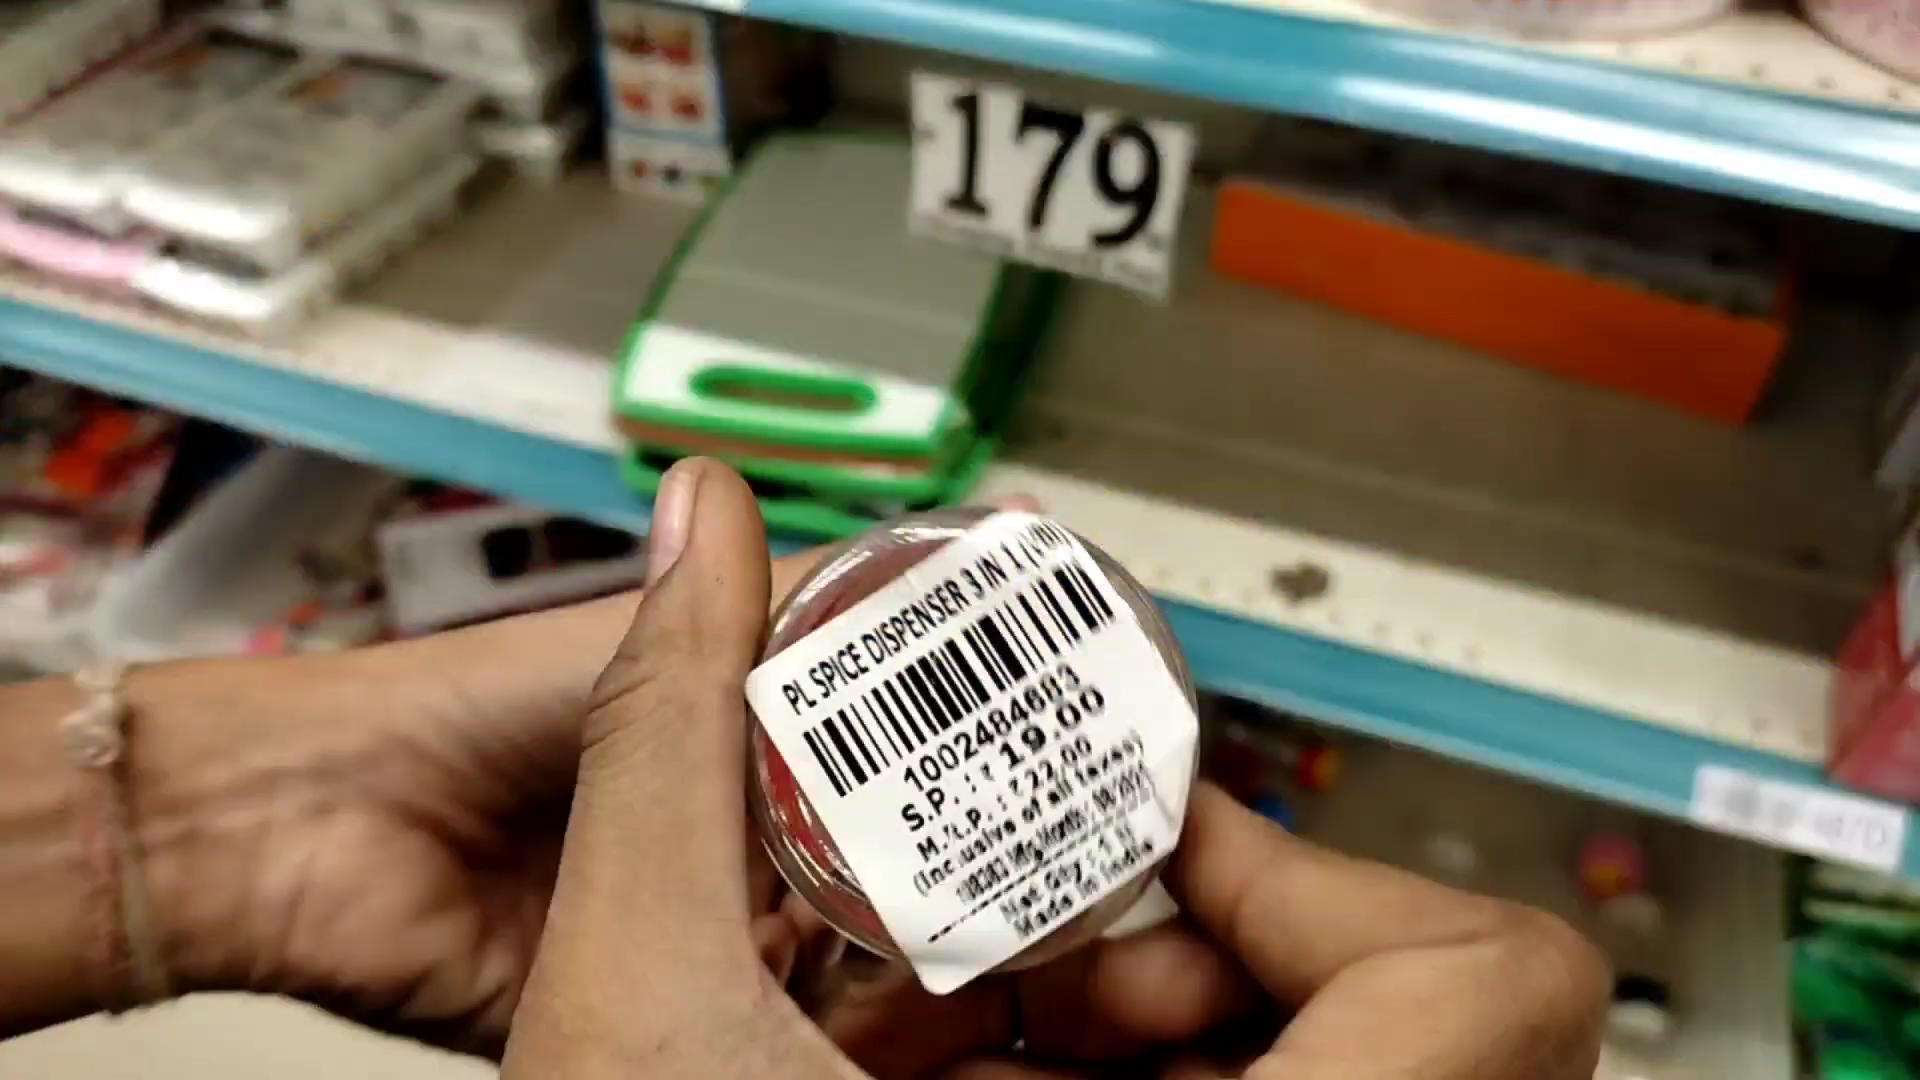 179
PL SPICE DISPENSER 3 IN 1
1002484603
S.P. : ₹ 19.00
M.R.P. : ₹ 22.00
(Inclusive of all taxes)
Net Qty.: 1 N
Made In India